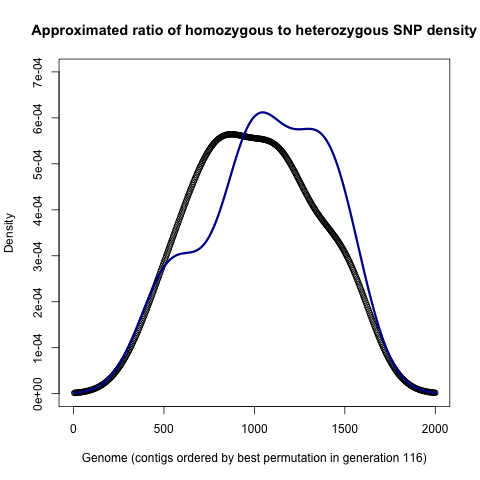 Approximated ratio of homozygous to heterozygous SNP density
7e-04
6e-04
5e-04
4e-04
3e-04
2e-04
1e-04
0e+00
Density
0 500 1000 1500 2000
Genome (contigs ordered by best permutation in generation 116)